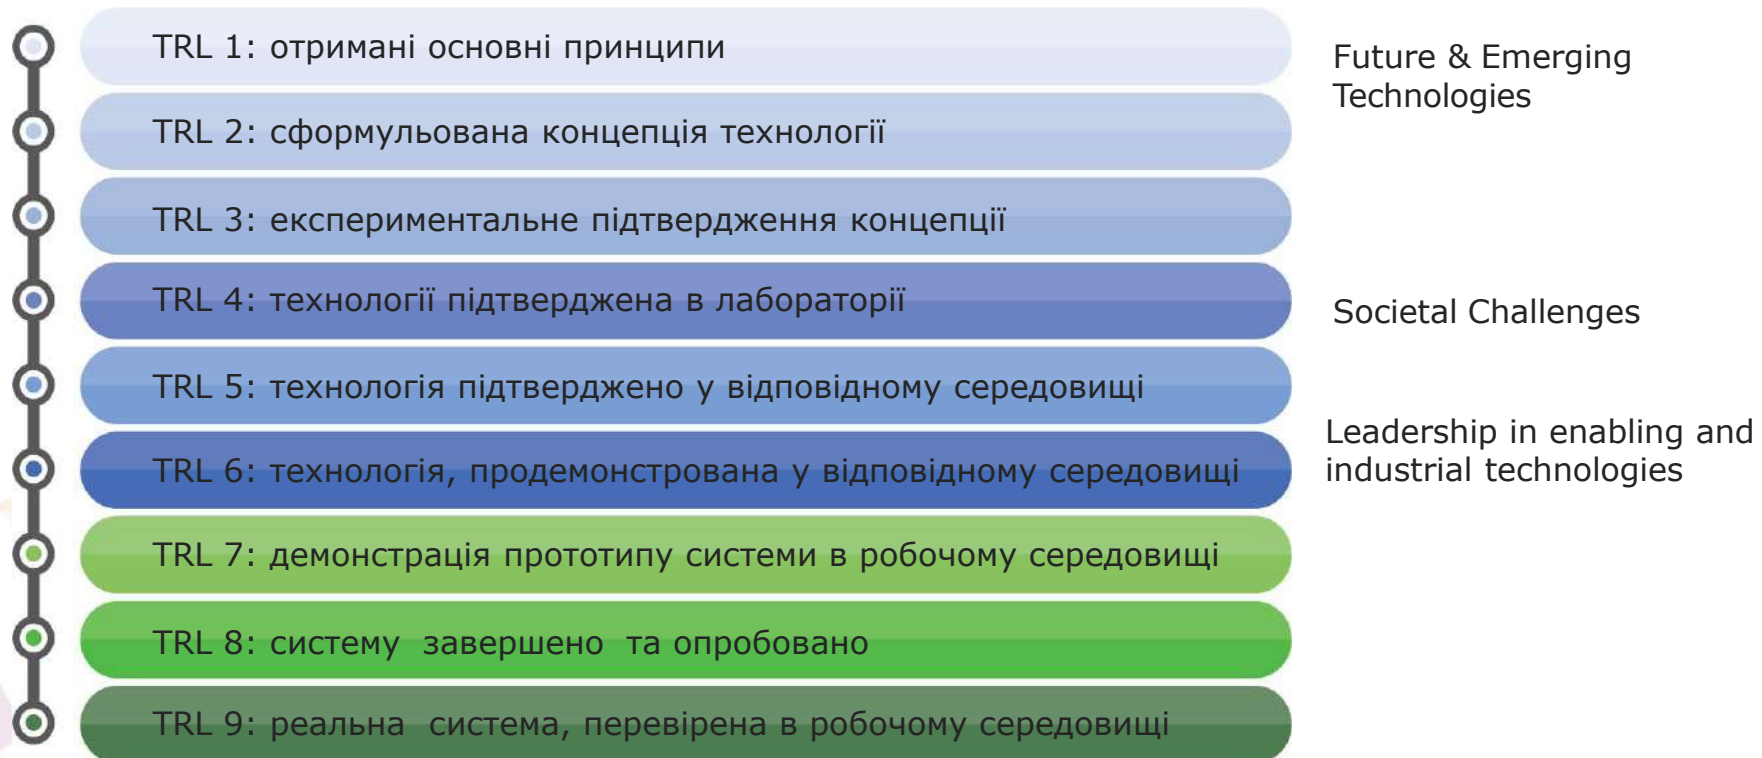 TRL 1: отримані основні принципи
Future & Emerging
Technologies
TRL 2: сформульована концепція технології
TRL 3: експериментальне підтвердження концепції
TRL 4: технології підтверджена в лабораторії
Societal Challenges
TRL 5: технологія підтверджено у відповідному середовищі
Leadership in enabling and
industrial technologies
TRL 6: технологія, продемонстрована у відповідному середовищі
TRL 7: демонстрація прототипу системи в робочому середовищі
TRL 8: систему завершено та опробовано
TRL 9: реальна система, перевірена в робочому середовищі